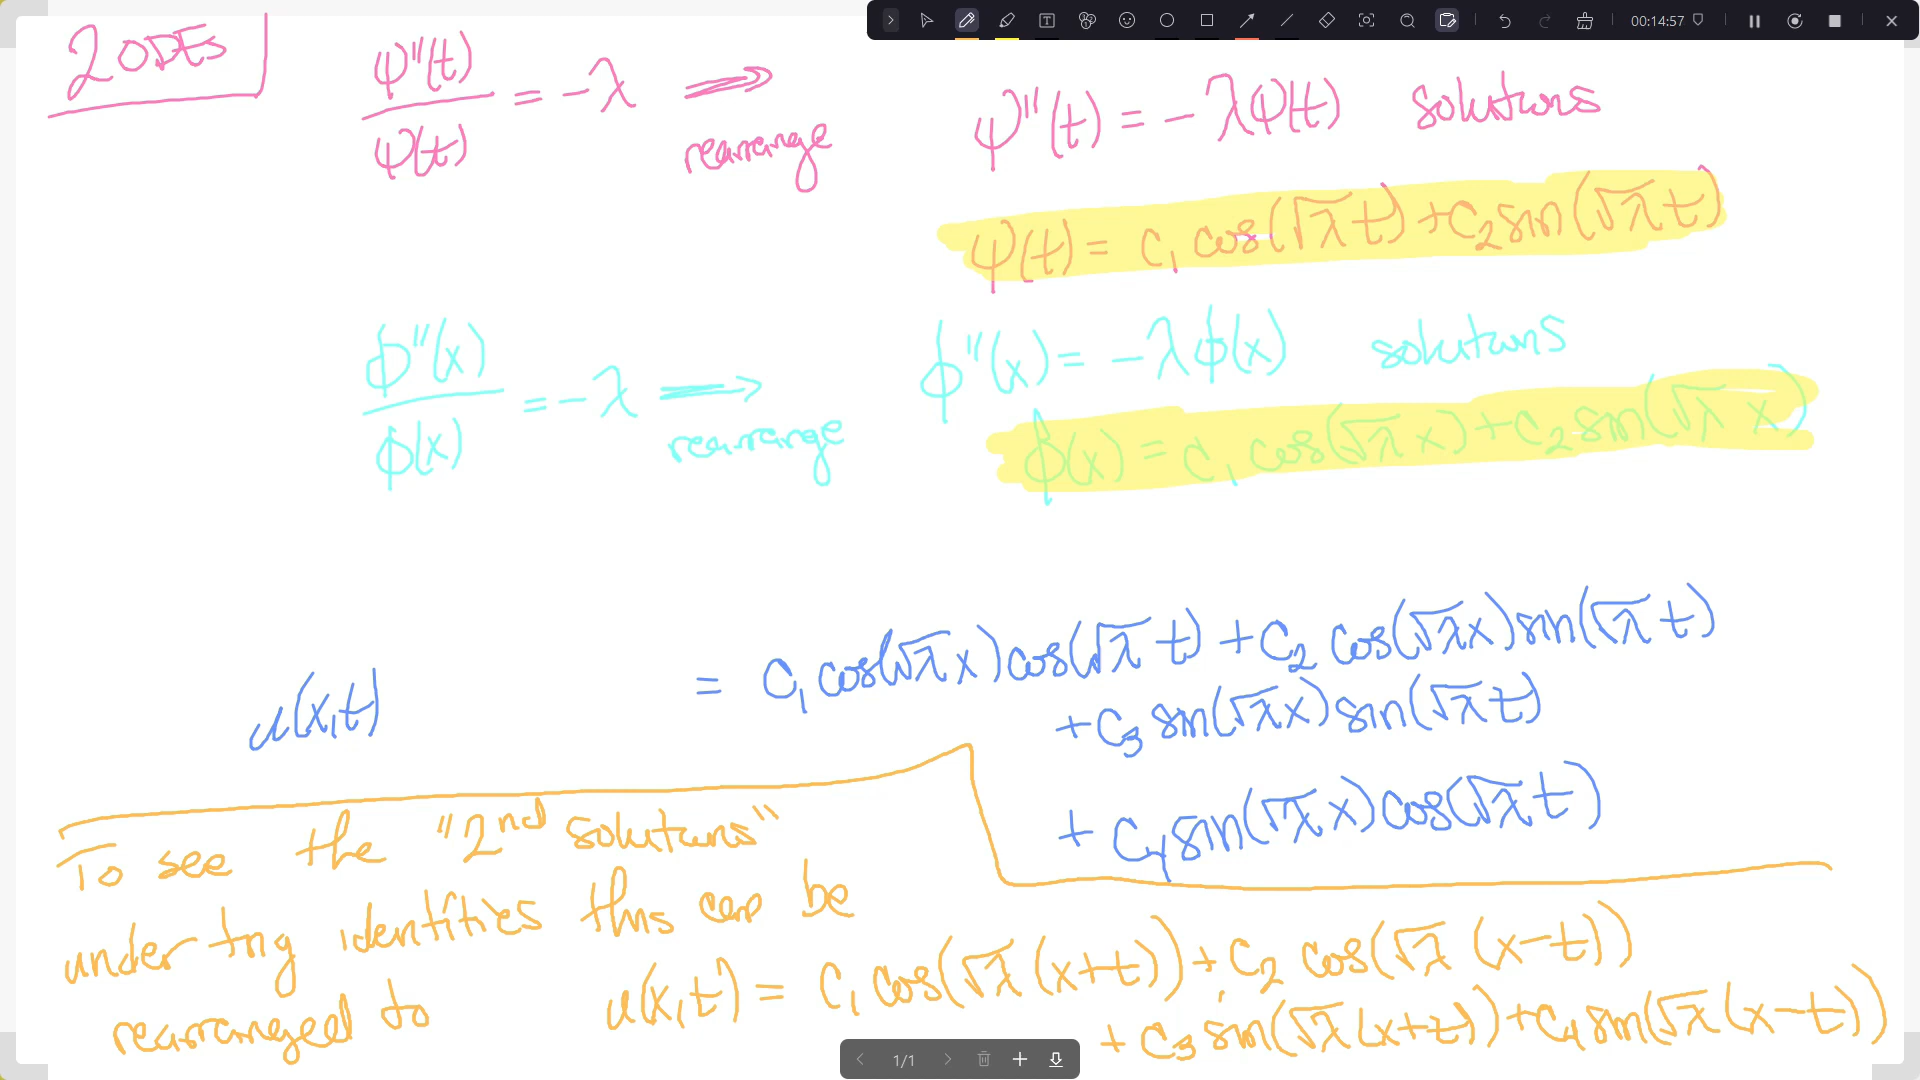 00:14:57
2 ODEs
ψ''(t)/ψ(t) = -λ ⟹ rearrange ψ''(t) = -λψ(t) solutions
ψ(t) = c₁ cos(√λ t) + c₂ sin(√λ t)
ϕ''(x)/ϕ(x) = -λ ⟹ rearrange ϕ''(x) = -λϕ(x) solutions
ϕ(x) = c₁ cos(√λ x) + c₂ sin(√λ x)
u(x,t) = c₁ cos(√λ x) cos(√λ t) + c₂ cos(√λ x) sin(√λ t)
+ c₃ sin(√λ x) sin(√λ t)
+ c₄ sin(√λ x) cos(√λ t)
To see the "2nd solutions"
under trig identities this can be
rearranged to u(x,t) = c₁ cos(√λ (x+t)) + c₂ cos(√λ (x-t))
+ c₃ sin(√λ (x+t)) + c₄ sin(√λ (x-t))
1/1